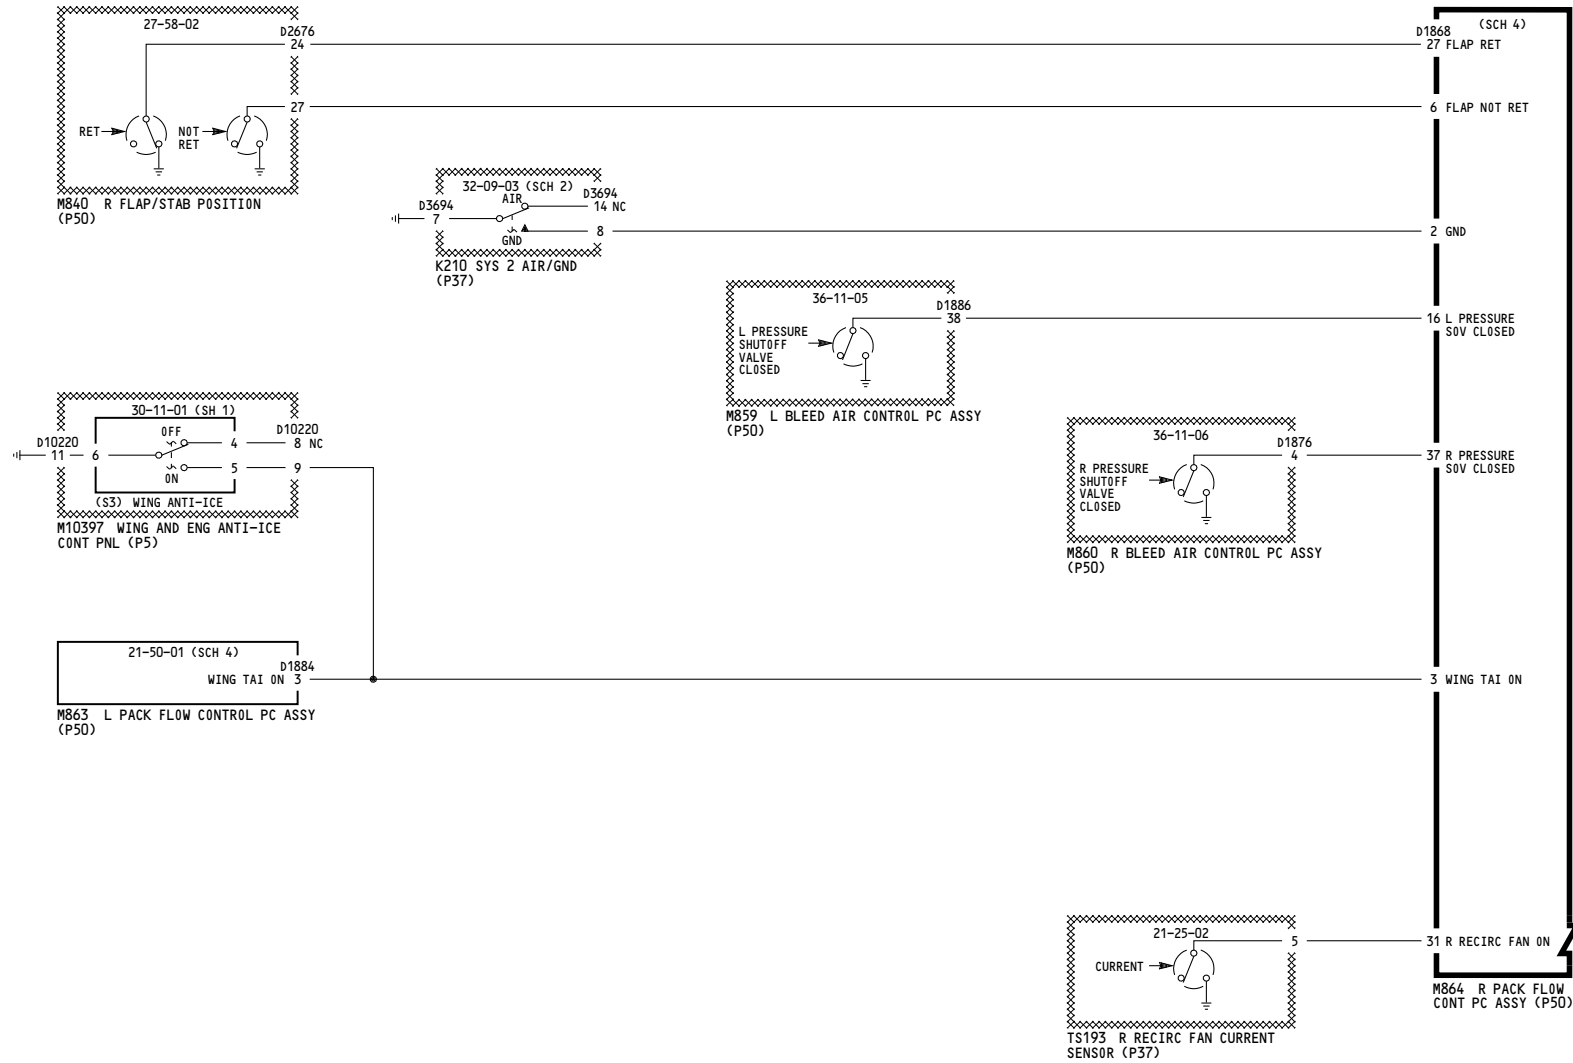 27-58-02
D2676
24
27
RET
NOT
RET
M840 R FLAP/STAB POSITION
(P50)
(SCH 4)
D1868
27 FLAP RET
6 FLAP NOT RET
32-09-03 (SCH 2)
AIR
D3694
14 NC
D3694
7
8
GND
K210 SYS 2 AIR/GND
(P37)
2 GND
36-11-05
D1886
38
L PRESSURE
SHUTOFF
VALVE
CLOSED
M859 L BLEED AIR CONTROL PC ASSY
(P50)
16 L PRESSURE
SOV CLOSED
30-11-01 (SH 1)
OFF
D10220
4
8 NC
D10220
11
6
5
9
ON
(S3) WING ANTI-ICE
M10397 WING AND ENG ANTI-ICE
CONT PNL (P5)
36-11-06
D1876
4
R PRESSURE
SHUTOFF
VALVE
CLOSED
M860 R BLEED AIR CONTROL PC ASSY
(P50)
37 R PRESSURE
SOV CLOSED
21-50-01 (SCH 4)
D1884
WING TAI ON 3
M863 L PACK FLOW CONTROL PC ASSY
(P50)
3 WING TAI ON
21-25-02
5
CURRENT
TS193 R RECIRC FAN CURRENT
SENSOR (P37)
31 R RECIRC FAN ON
M864 R PACK FLOW
CONT PC ASSY (P50)